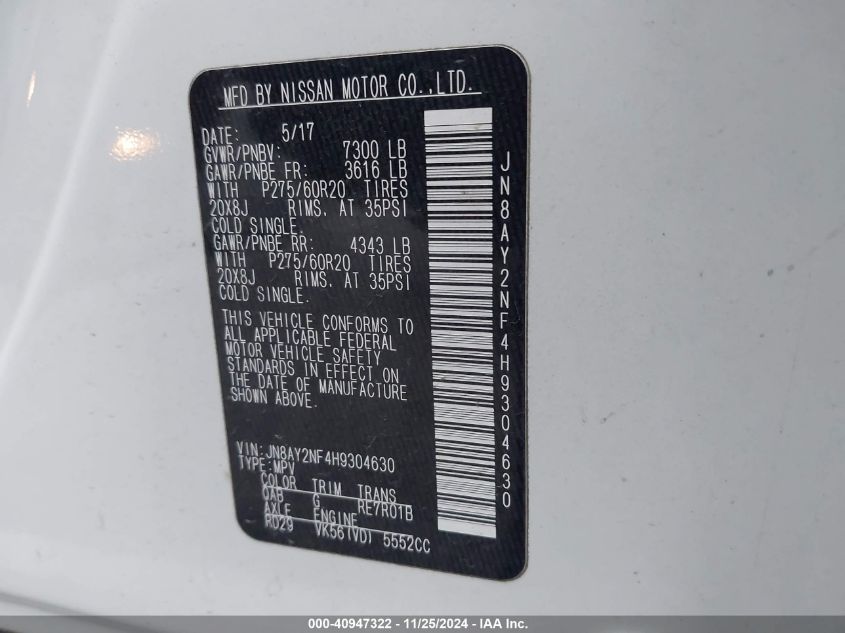 MFD BY NISSAN MOTOR CO.,LTD.
DATE: 5/17
GVWR/PNBV: 7300 LB
GAWR/PNBE FR: 3616 LB
WITH P275/60R20 TIRES
20X8J RIMS. AT 35PSI
COLD SINGLE.
GAWR/PNBE RR: 4343 LB
WITH P275/60R20 TIRES
20X8J RIMS. AT 35PSI
COLD SINGLE.
THIS VEHICLE CONFORMS TO
ALL APPLICABLE FEDERAL
MOTOR VEHICLE SAFETY
STANDARDS IN EFFECT ON
THE DATE OF MANUFACTURE
SHOWN ABOVE.
VIN:JN8AY2NF4H9304630
TYPE:MPV
COLOR TRIM TRANS
QAB G RE7R01B
AXLE ENGINE
RD29 VK56(VD) 5552CC
JN8AY2NF4H9304630
000-40947322 - 11/25/2024 - IAA Inc.